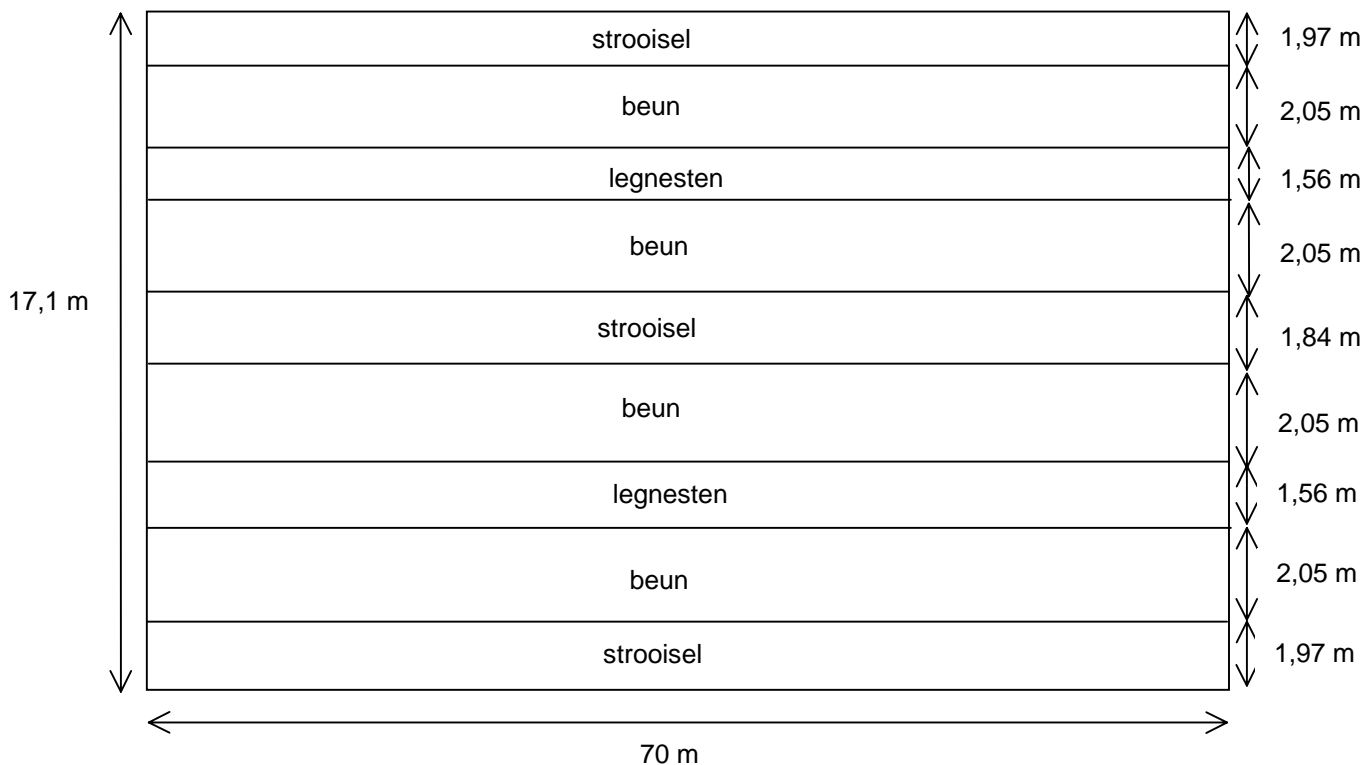 strooisel
1,97 m
beun
2,05 m
legnesten
1,56 m
beun
2,05 m
17,1 m
strooisel
1,84 m
beun
2,05 m
legnesten
1,56 m
beun
2,05 m
strooisel
1,97 m
70 m